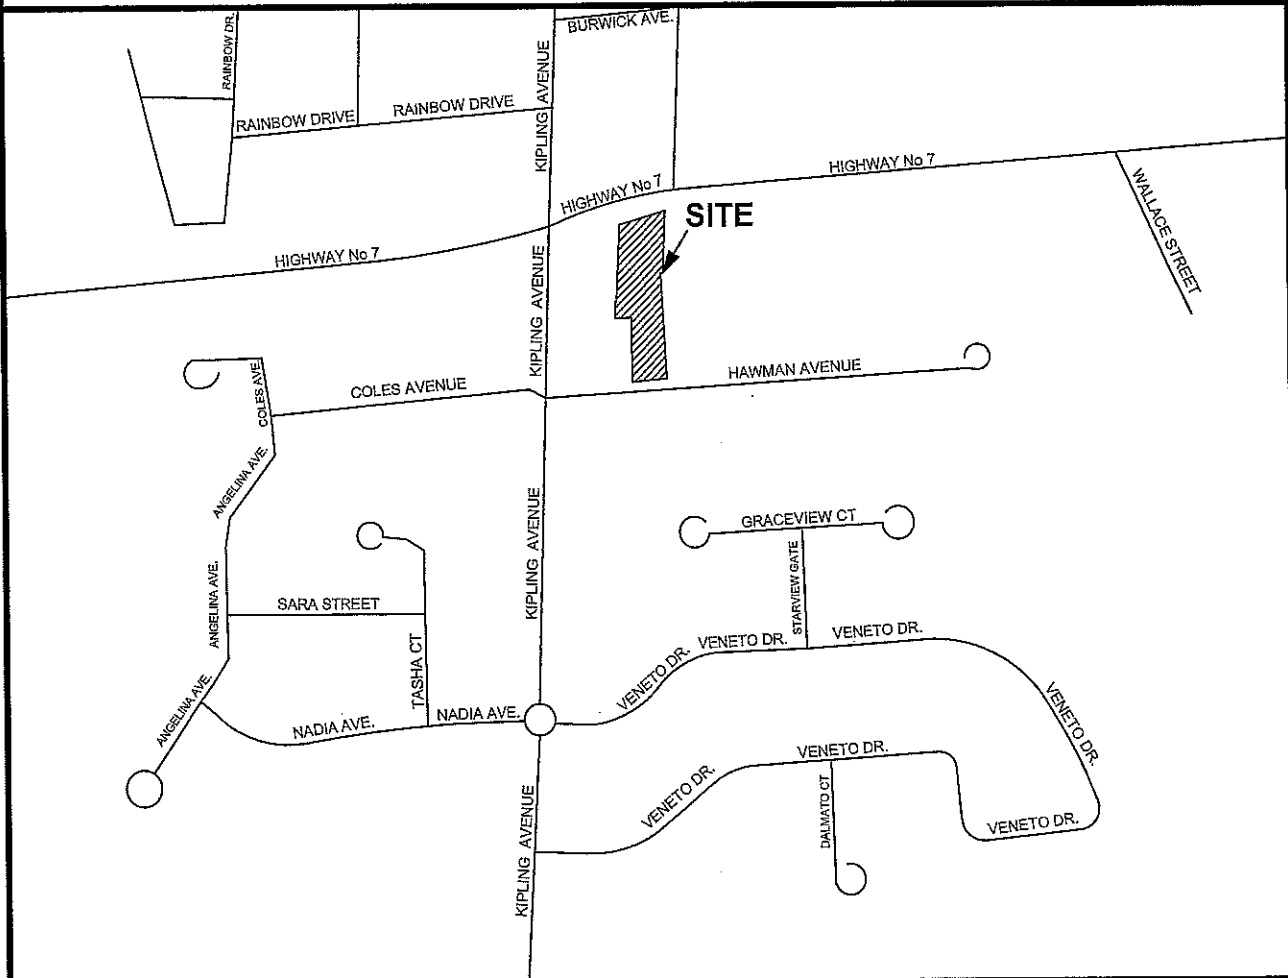 RAINBOW DR.
BURWICK AVE.
KIPLING AVENUE
RAINBOW DRIVE
RAINBOW DRIVE
KIPLING AVENUE
HIGHWAY No 7
HIGHWAY No 7
WALLACE STREET
SITE
HIGHWAY No 7
KIPLING AVENUE
COLES AVE.
COLES AVENUE
HAWMAN AVENUE
ANGELINA AVE.
KIPLING AVENUE
GRACEVIEW CT
STARVIEW GATE
ANGELINA AVE.
SARA STREET
TASHA CT
VENETO DR.
VENETO DR.
VENETO DR.
VENETO DR.
ANGELINA AVE.
NADIA AVE.
NADIA AVE.
VENETO DR.
VENETO DR.
DALMATO CT
VENETO DR.
KIPLING AVENUE